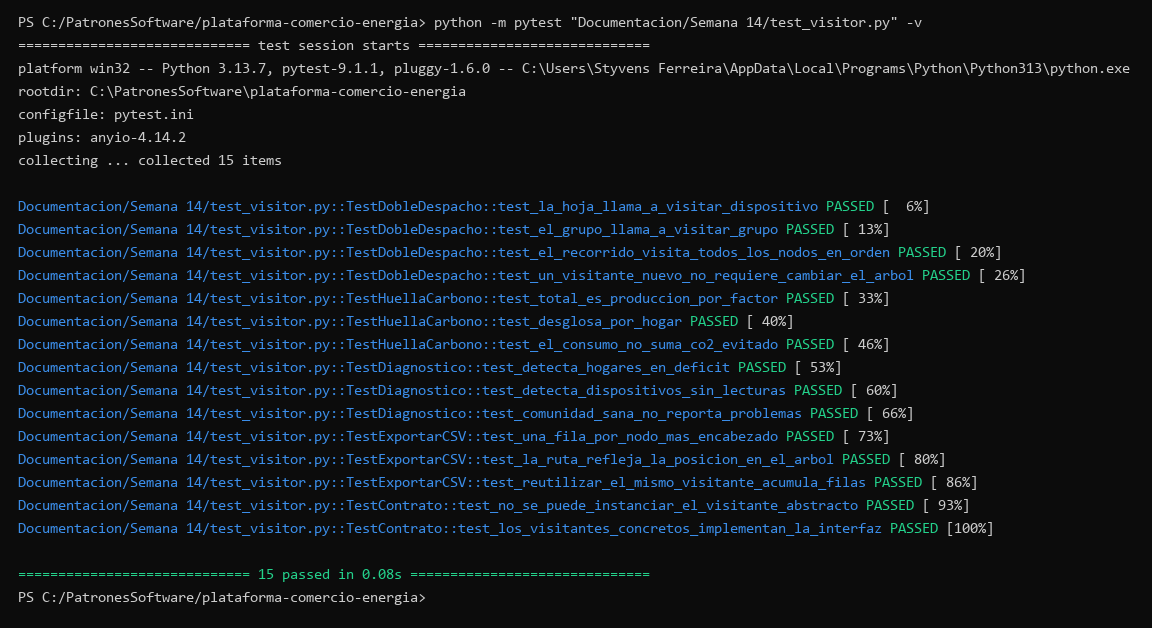 PS C:/PatronesSoftware/plataforma-comercio-energia> python -m pytest "Documentacion/Semana 14/test_visitor.py" -v
============================= test session starts =============================
platform win32 -- Python 3.13.7, pytest-9.1.1, pluggy-1.6.0 -- C:\Users\Styvens Ferreira\AppData\Local\Programs\Python\Python313\python.exe
rootdir: C:\PatronesSoftware\plataforma-comercio-energia
configfile: pytest.ini
plugins: anyio-4.14.2
collecting ... collected 15 items
Documentacion/Semana 14/test_visitor.py::TestDobleDespacho::test_la_hoja_llama_a_visitar_dispositivo PASSED [  6%]
Documentacion/Semana 14/test_visitor.py::TestDobleDespacho::test_el_grupo_llama_a_visitar_grupo PASSED [ 13%]
Documentacion/Semana 14/test_visitor.py::TestDobleDespacho::test_el_recorrido_visita_todos_los_nodos_en_orden PASSED [ 20%]
Documentacion/Semana 14/test_visitor.py::TestDobleDespacho::test_un_visitante_nuevo_no_requiere_cambiar_el_arbol PASSED [ 26%]
Documentacion/Semana 14/test_visitor.py::TestHuellaCarbono::test_total_es_produccion_por_factor PASSED [ 33%]
Documentacion/Semana 14/test_visitor.py::TestHuellaCarbono::test_desglosa_por_hogar PASSED [ 40%]
Documentacion/Semana 14/test_visitor.py::TestHuellaCarbono::test_el_consumo_no_suma_co2_evitado PASSED [ 46%]
Documentacion/Semana 14/test_visitor.py::TestDiagnostico::test_detecta_hogares_en_deficit PASSED [ 53%]
Documentacion/Semana 14/test_visitor.py::TestDiagnostico::test_detecta_dispositivos_sin_lecturas PASSED [ 60%]
Documentacion/Semana 14/test_visitor.py::TestDiagnostico::test_comunidad_sana_no_reporta_problemas PASSED [ 66%]
Documentacion/Semana 14/test_visitor.py::TestExportarCSV::test_una_fila_por_nodo_mas_encabezado PASSED [ 73%]
Documentacion/Semana 14/test_visitor.py::TestExportarCSV::test_la_ruta_refleja_la_posicion_en_el_arbol PASSED [ 80%]
Documentacion/Semana 14/test_visitor.py::TestExportarCSV::test_reutilizar_el_mismo_visitante_acumula_filas PASSED [ 86%]
Documentacion/Semana 14/test_visitor.py::TestContrato::test_no_se_puede_instanciar_el_visitante_abstracto PASSED [ 93%]
Documentacion/Semana 14/test_visitor.py::TestContrato::test_los_visitantes_concretos_implementan_la_interfaz PASSED [100%]
============================= 15 passed in 0.08s ==============================
PS C:/PatronesSoftware/plataforma-comercio-energia>